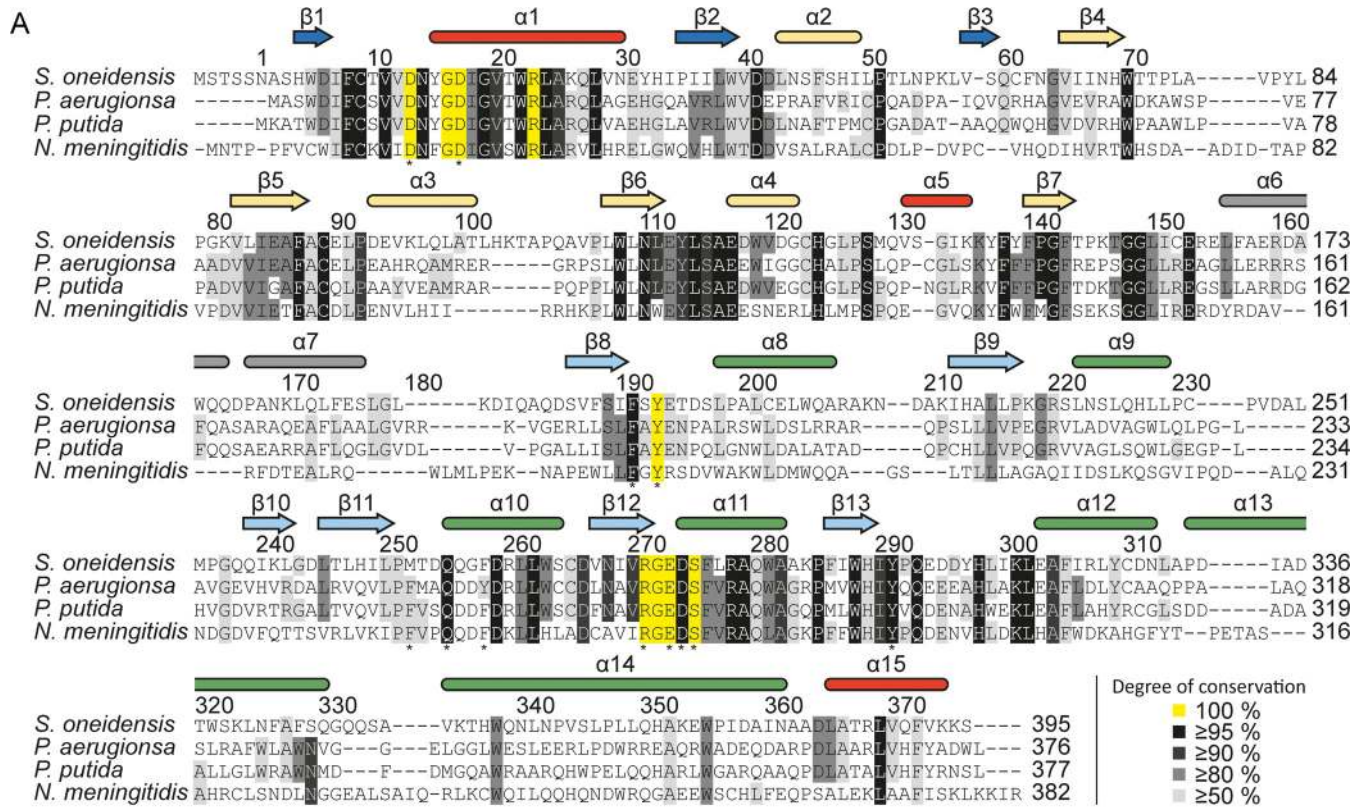 A
β1 α1 β2 α2 β3 β4
1 10 20 30 40 50 60 70
S. oneidensis MSTSSNASHWDIFCTVVDNYGDIGVTWRLAKQLVNEYHIPIILWVDDLNSFSHILPTLNPKLV-SQCFNGVIINHWTTPLA-----VPYL 84
P. aerugionsa -----MASWDIFCSVVDNYGDIGVTWRLARQLAGEHGQAVRLWVDEPRAFVRICPQADPA-IQVQRHAGVEVRAWDKAWSP-----VE 77
P. putida -----MKATWDIFCSVVDNYGDIGVTWRLARQLVAEHGLAVRLWVDDLNAFTPMCPGADAT-AAQQWQHGVDVRHWPAAWLP-----VA 78
N. meningitidis -MNTP-PFVCWIFCKVIDNFGDIGVSWRLARVLHRELGWQVHLWTDDVSALRALCPDLP-DVPC--VHQDIHVRTWHSDA--ADID-TAP 82
β5 α3 β6 α4 α5 β7 α6
80 90 100 110 120 130 140 150 160
S. oneidensis PGKVLIEAFACELPDEVKLQLATLHKTAPQAVPLWLNLEYLSAEDWVDGCHGLPSMQVS-GIKKYFYFPGFTPKTGGLICERELFAERDA 173
P. aerugionsa AADVVIEAFACELPEAHRQAMRER-----GRPSLWLNLEYLSAEEWIGGCHALPSLQP-CGLSKYFFFPGFREPSGGLLREAGLLERRRS 161
P. putida PADVVIGAFACQLPAAYVEAMRAR-----PQPPLWLNLEYLSAEDWVEGCHGLPSPQP-NGLRKVFFFPGFTDKTGGLLREGSLLARRDG 162
N. meningitidis VPDVVIETFACDLPENVLHII------RRHKPLWLNWEYLSAEESNERLHLMPSPQE-GVQKYFWFMGFSEKSGGLIRERDYRDAV-- 161
α7 β8 α8 β9 α9
170 180 190 200 210 220 230
S. oneidensis WQQDPANKLQLFESLGL-----KDIQAQDSVFSIFSYETDSLPALCELWQARAKN--DAKIHALLPKGRSLNSLQHLLPC----PVDAL 251
P. aerugionsa FQASARAQEAFLAALGVRR-----K-VGERLLSLFAYENPALRSWLDSLRRAR-----QPSLLLVPEGRVLADVAGWLQLPG-L----- 233
P. putida FQQSAEARRAFLQGLGVDL-----PVGALLISLFAYENPQLASWLDALATAD-----QPCHLLVPQGRVVAGLSQWLGEGP-L----- 234
N. meningitidis ----RFDTEALRQ-----WLMLPEK--NAPEWLLFGYRSDVWAKWLDMWQQA--GS--LTLLLAGAQIIDSLKQSGVIPQD---ALQ 231
β10 β11 α10 β12 α11 β13 α12 α13
240 250 260 270 280 290 300 310
S. oneidensis MPGQQIKLGDLTLHILPMTDQQGFDRLLWSCDVNIVRGEDSFLRAQWAAKPFIWHIYPQEDDYHLIKLEAFIRLYCDNLAPD----IAD 336
P. aerugionsa AVGEVHVRGALRVQVLPFMAQDDYDRLLWSCDLNAVRGEDSFVRAQWAGRPMLWHIYPQEEQAHLDKLEAFLDLYCAAQPPA----LAQ 318
P. putida HVGDVRTRGALTVQVLPFVSQDDFDRLLWSCDFNAVRGEDSFVRAQWAGQPMLWHIYVQDENAHWEKLEAFLAHYRCGLSDD----ADA 319
N. meningitidis NDGDVFQTTSVRLVKIPFVPQQDFDKLLHLADCAVIRGEDSFVRAQLAGKPFFWHIYPQDENVHLDKLHAFWDKAHGFYT--PETAS-- 316
α14 α15
320 330 340 350 360 370
S. oneidensis TWSKLNFAFSQGQQSA----VKTHWQNLNPVSLPLLQHAKEWPIDAINAADLATRLVQFVKKS---- 395
P. aerugionsa SLRAFWLAWNVG--G----ELGGLWESLEERLPDWRREAQRWADEQDARPDLAARLVHFYADWL--- 376
P. putida ALLGLWRAWNMD--F----DMGQAWRAARQHWPELQQHARLWGARQAAQPDLATALVHFYRNSL--- 377
N. meningitidis AHRCLSNDLNGGEALSAIQ-RLKCWQILQHQNDWRQGAEEWSCHLFEQPSALEKLAAFISKLKKIR 382
Degree of conservation
100 %
≥95 %
≥90 %
≥80 %
≥50 %